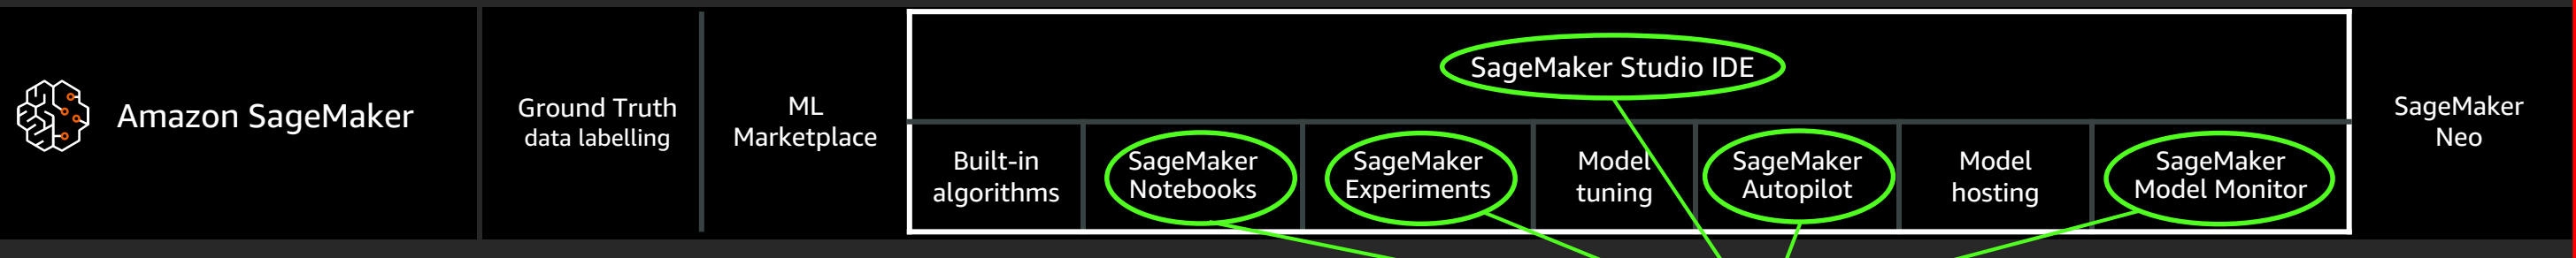 Amazon SageMaker
Ground Truth
data labelling
ML
Marketplace
SageMaker Studio IDE
Built-in
algorithms
SageMaker
Notebooks
SageMaker
Experiments
Model
tuning
SageMaker
Autopilot
Model
hosting
SageMaker
Model Monitor
SageMaker
Neo